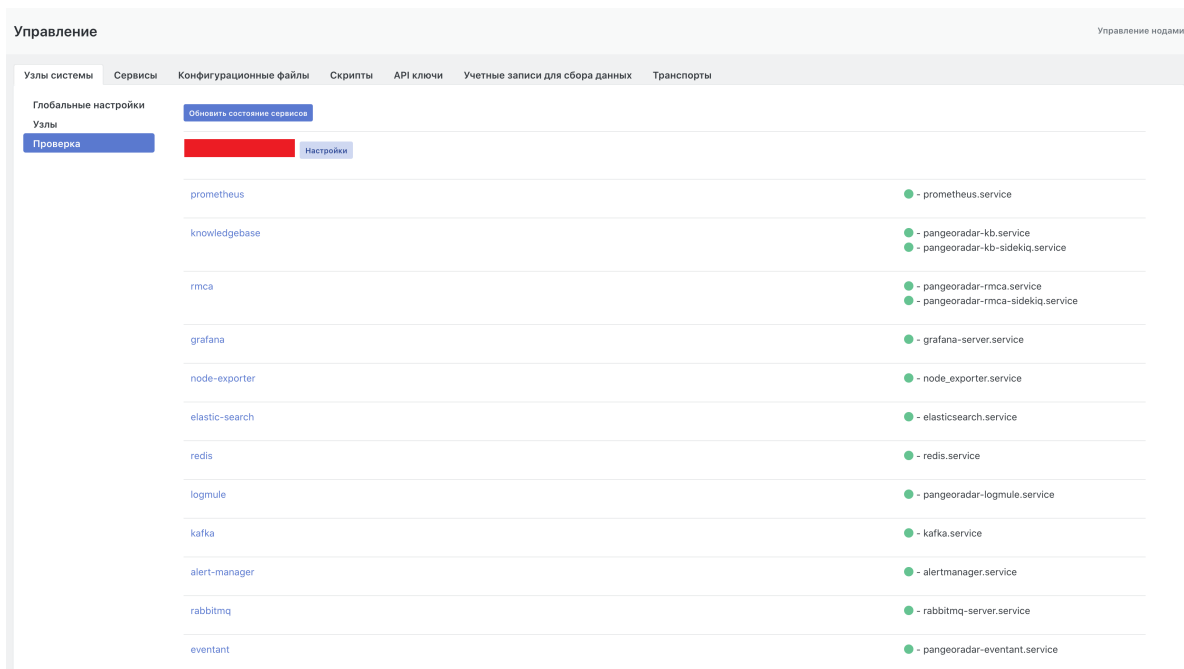 Управление
Управление нодами
Узлы системы Сервисы Конфигурационные файлы Скрипты API ключи Учетные записи для сбора данных Транспорты
Глобальные настройки
Узлы
Проверка
Обновить состояние сервисов
Настройки
prometheus - prometheus.service
knowledgebase - pangeoradar-kb.service
- pangeoradar-kb-sidekiq.service
rmca - pangeoradar-rmca.service
- pangeoradar-rmca-sidekiq.service
grafana - grafana-server.service
node-exporter - node_exporter.service
elastic-search - elasticsearch.service
redis - redis.service
logmule - pangeoradar-logmule.service
kafka - kafka.service
alert-manager - alertmanager.service
rabbitmq - rabbitmq-server.service
eventant - pangeoradar-eventant.service